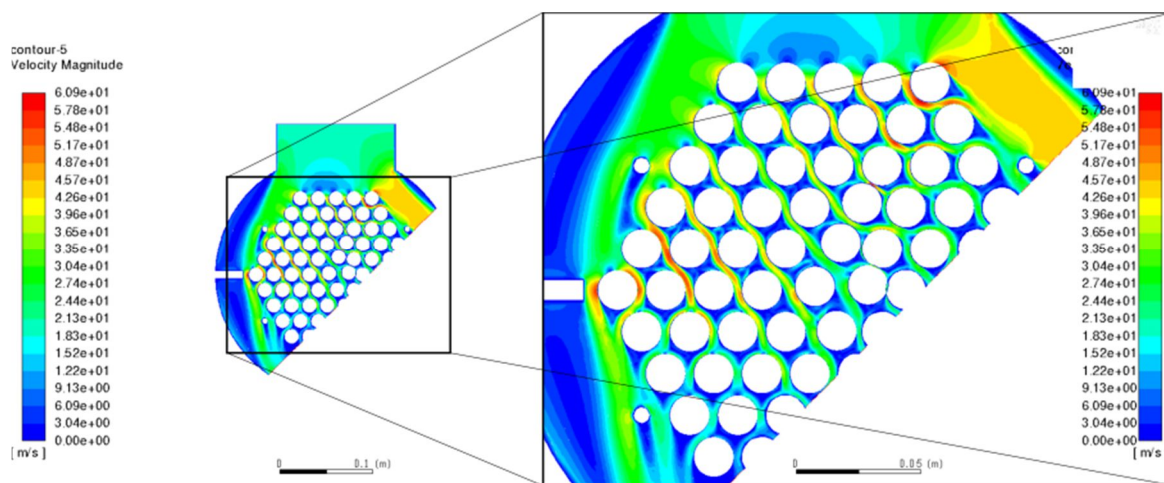 contour-5
Velocity Magnitude
6.09e+01
5.78e+01
5.48e+01
5.17e+01
4.87e+01
4.57e+01
4.26e+01
3.96e+01
3.65e+01
3.35e+01
3.04e+01
2.74e+01
2.44e+01
2.13e+01
1.83e+01
1.52e+01
1.22e+01
9.13e+00
6.09e+00
3.04e+00
0.00e+00
[ m/s ]
0 0.1 (m)
0 0.05 (m)
6.09e+01
5.78e+01
5.48e+01
5.17e+01
4.87e+01
4.57e+01
4.26e+01
3.96e+01
3.65e+01
3.35e+01
3.04e+01
2.74e+01
2.44e+01
2.13e+01
1.83e+01
1.52e+01
1.22e+01
9.13e+00
6.09e+00
3.04e+00
0.00e+00
[ m/s ]